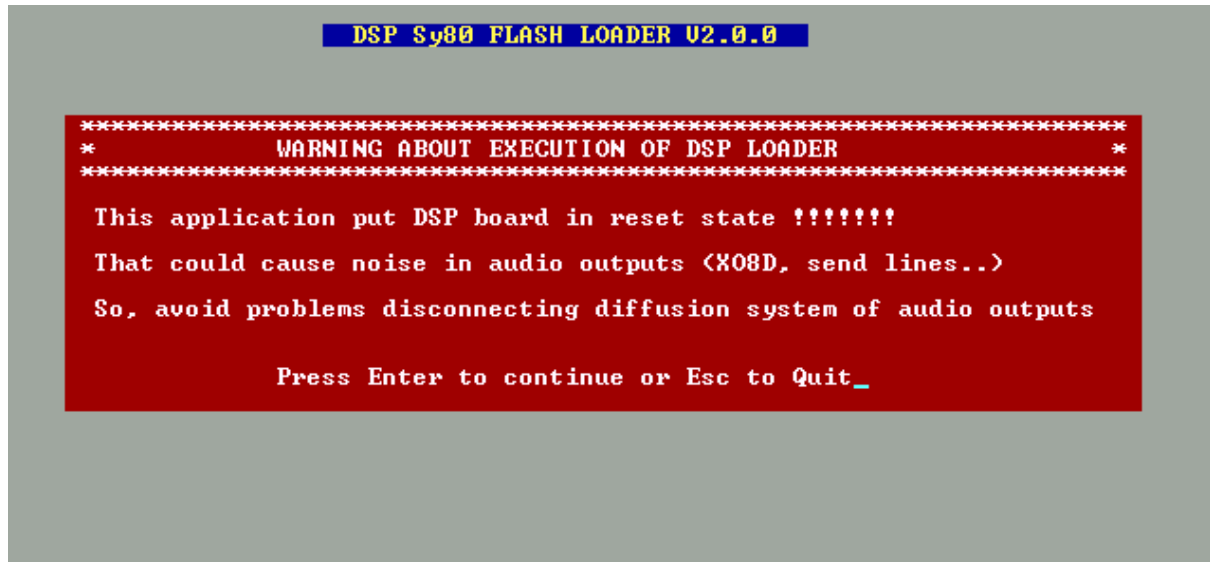 DSP Sy80 FLASH LOADER V2.0.0
*********************************************************************
* WARNING ABOUT EXECUTION OF DSP LOADER *
*********************************************************************
This application put DSP board in reset state !!!!!!!
That could cause noise in audio outputs (XO8D, send lines..)
So, avoid problems disconnecting diffusion system of audio outputs
Press Enter to continue or Esc to Quit_